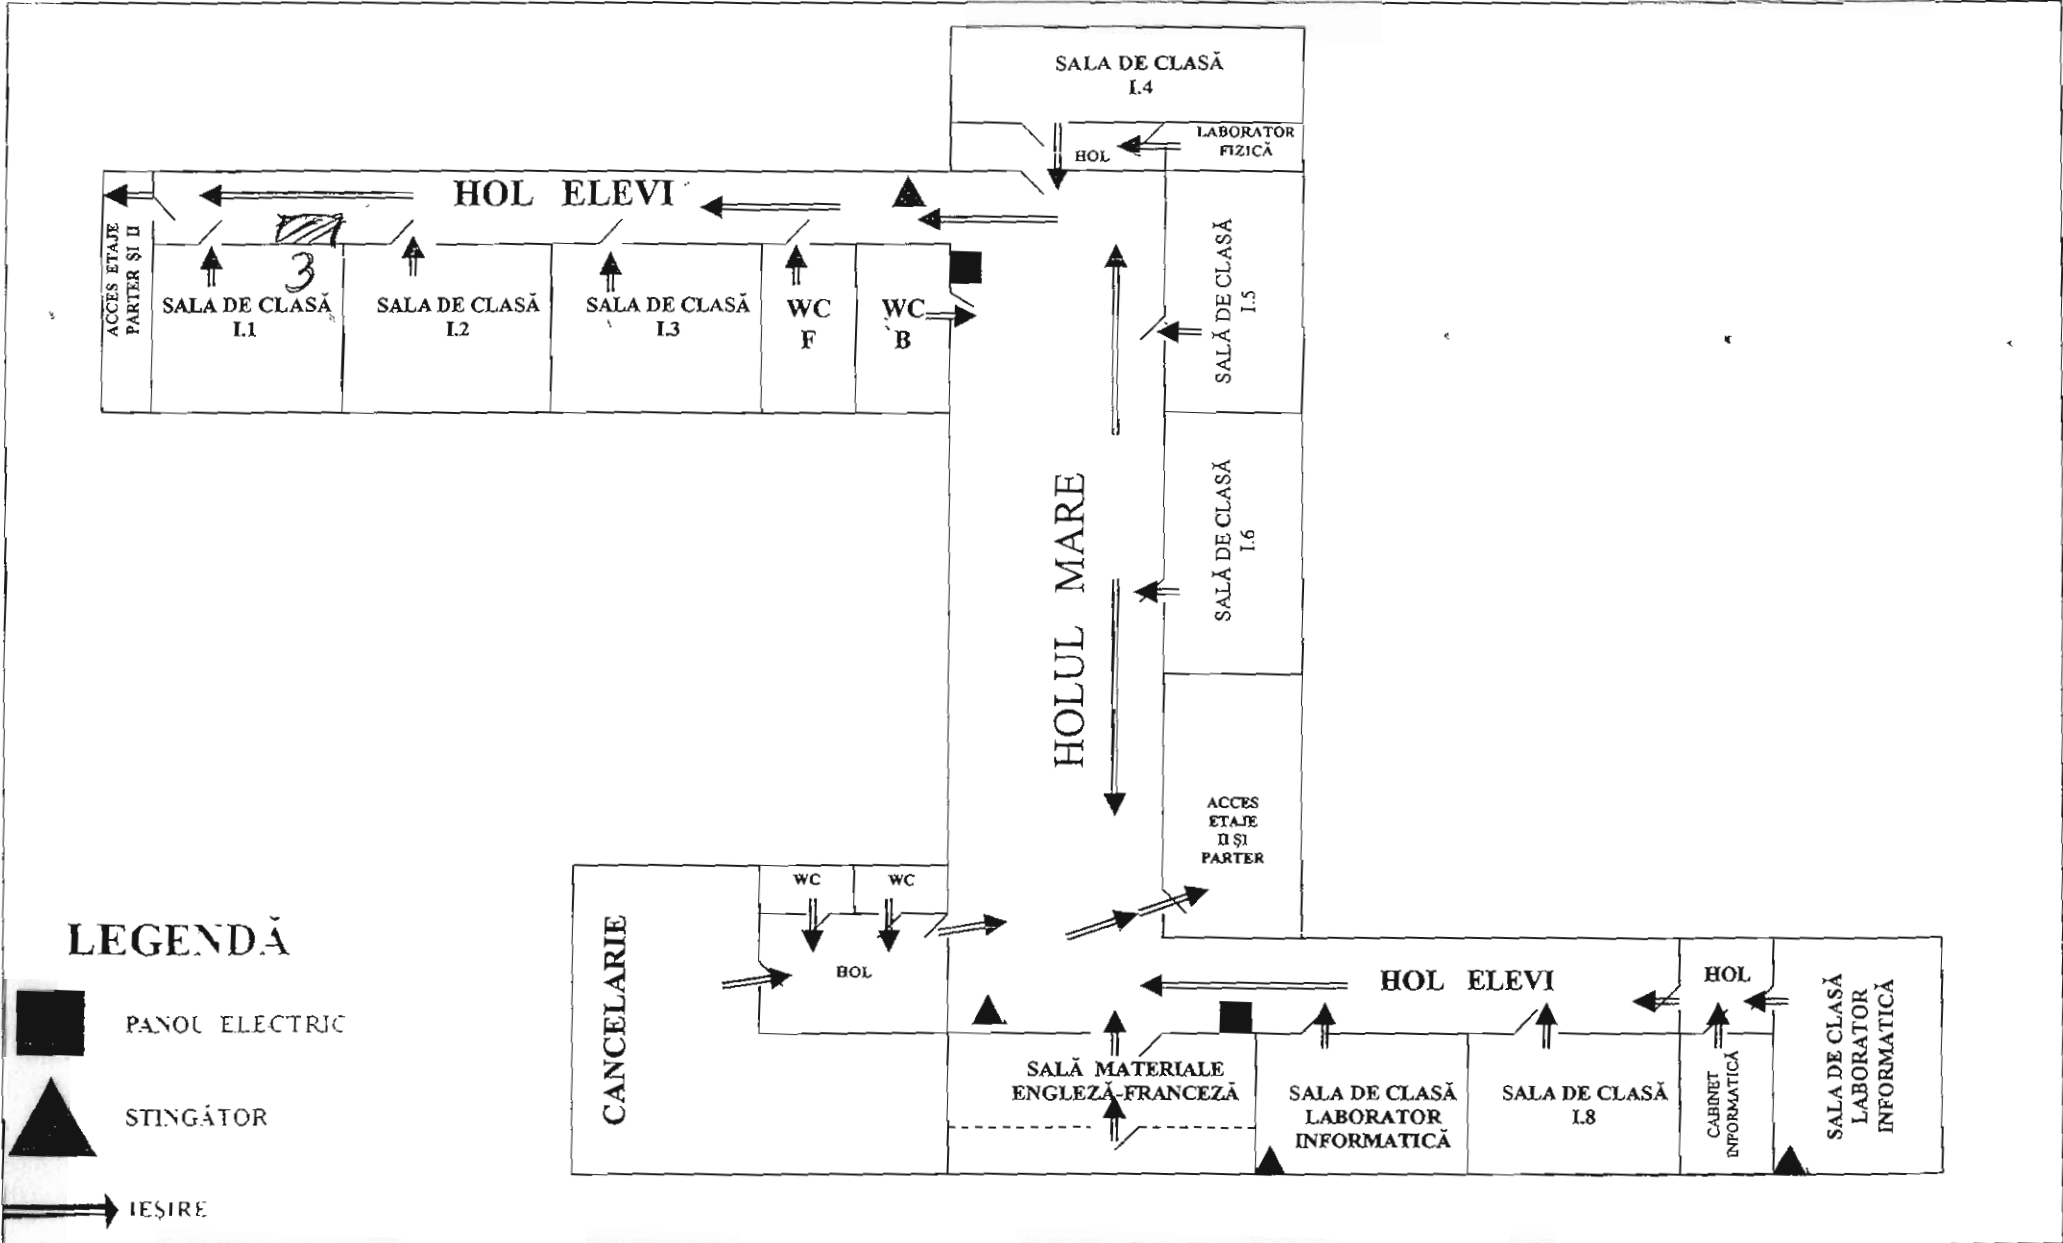 SALA DE CLASĂ
I.4
LABORATOR
FIZICĂ
HOL
HOL ELEVI
ACCES ETAJE
PARTER ȘI II
3
SALA DE CLASĂ
I.1
SALA DE CLASĂ
I.2
SALA DE CLASĂ
I.3
WC
F
WC
B
SALĂ DE CLASĂ
I.5
SALĂ DE CLASĂ
I.6
HOLUL MARE
ACCES
ETAJE
II ȘI
PARTER
WC
WC
HOL
CANCELARIE
HOL ELEVI
HOL
SALĂ MATERIALE
ENGLEZĂ-FRANCEZĂ
SALA DE CLASĂ
LABORATOR
INFORMATICĂ
SALA DE CLASĂ
I.8
CABINET
INFORMATICĂ
SALA DE CLASĂ
LABORATOR
INFORMATICĂ
LEGENDĂ
PANOU ELECTRIC
STINGĂTOR
IEȘIRE